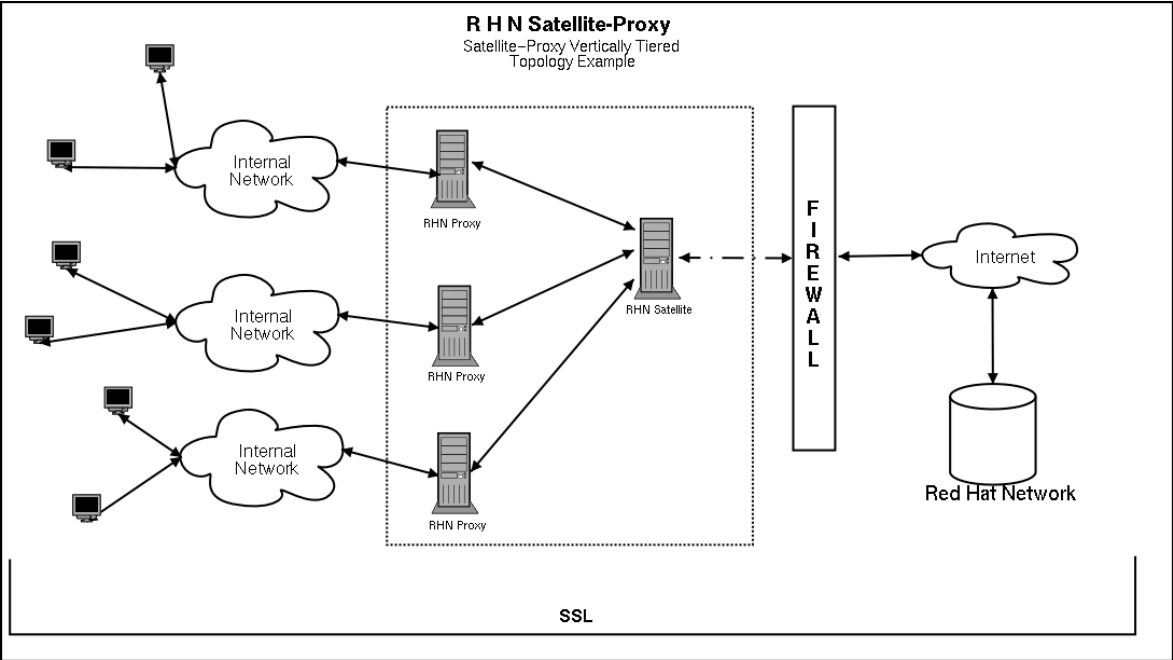 R H N Satellite-Proxy
Satellite-Proxy Vertically Tiered
Topology Example
Internal
Network
RHN Proxy
Internal
Network
RHN Proxy
Internal
Network
RHN Proxy
RHN Satellite
F
I
R
E
W
A
L
L
Internet
Red Hat Network
SSL